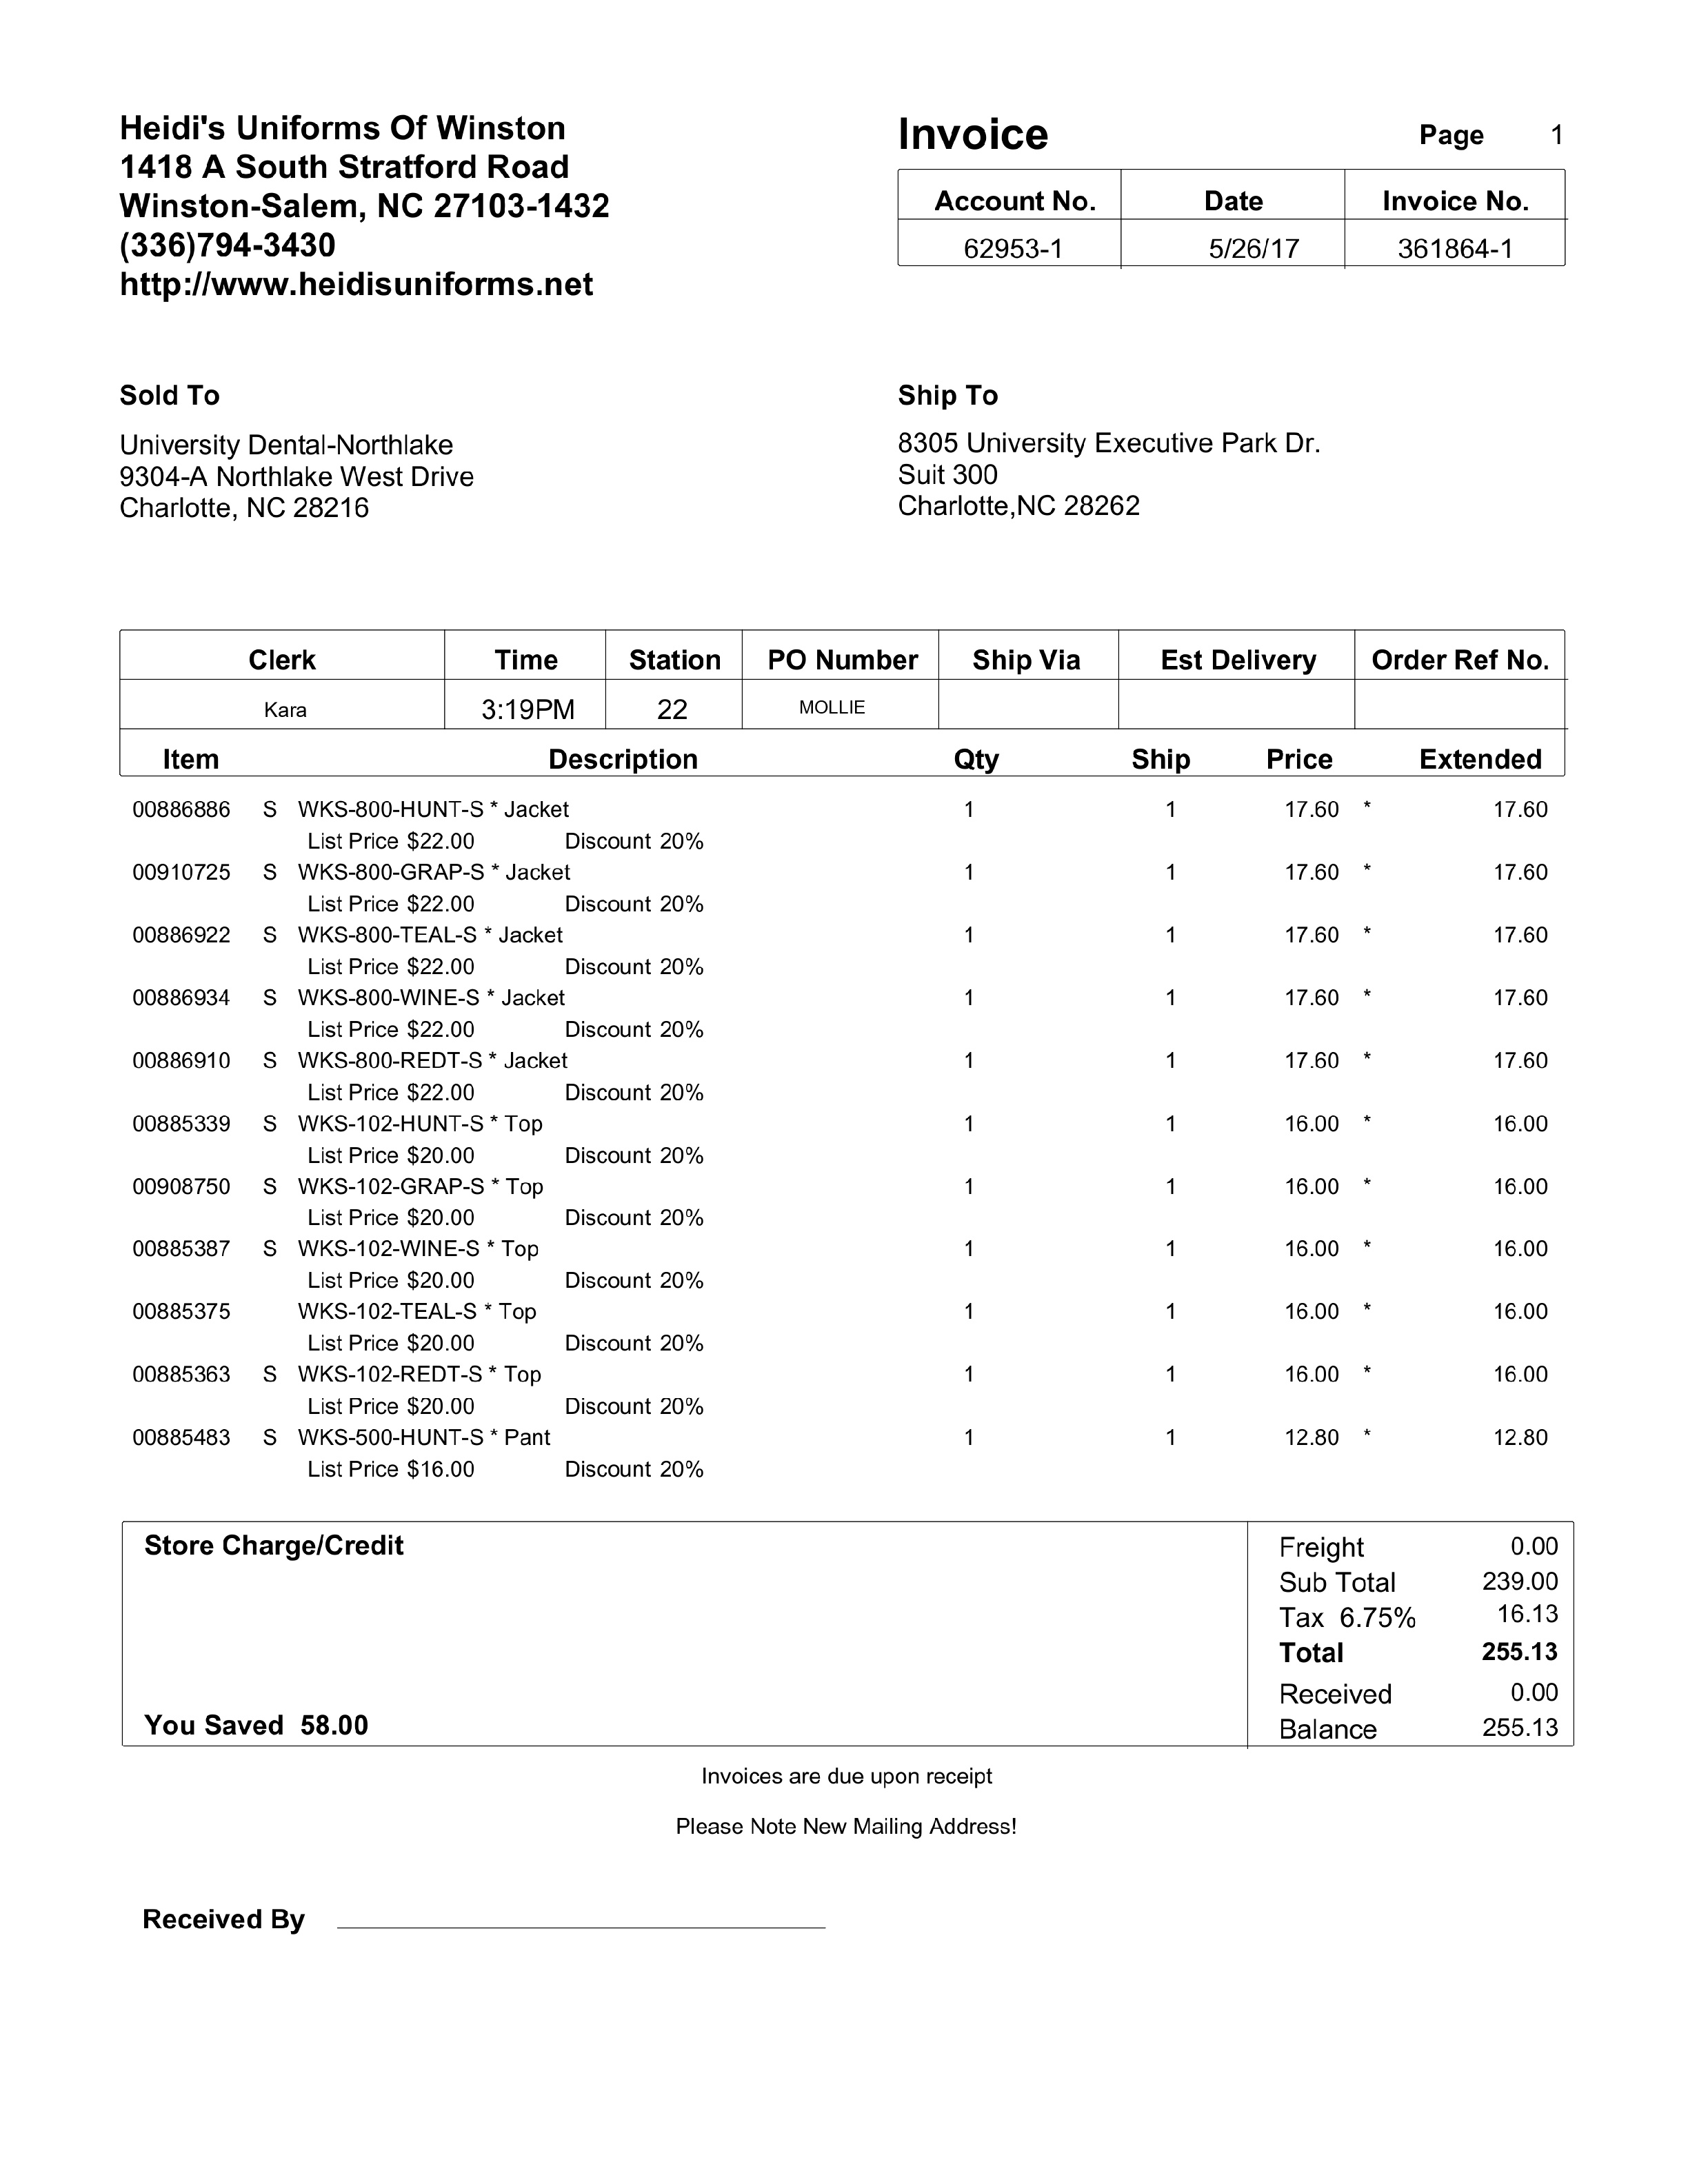 Heidi's Uniforms Of Winston
1418 A South Stratford Road
Winston-Salem, NC 27103-1432
(336)794-3430
http://www.heidisuniforms.net
Invoice Page 1
Account No. Date Invoice No.
62953-1 5/26/17 361864-1
Sold To
University Dental-Northlake
9304-A Northlake West Drive
Charlotte, NC 28216
Ship To
8305 University Executive Park Dr.
Suit 300
Charlotte,NC 28262
Clerk Time Station PO Number Ship Via Est Delivery Order Ref No.
Kara 3:19PM 22 MOLLIE
Item Description Qty Ship Price Extended
00886886 S WKS-800-HUNT-S * Jacket 1 1 17.60 * 17.60
List Price $22.00 Discount 20%
00910725 S WKS-800-GRAP-S * Jacket 1 1 17.60 * 17.60
List Price $22.00 Discount 20%
00886922 S WKS-800-TEAL-S * Jacket 1 1 17.60 * 17.60
List Price $22.00 Discount 20%
00886934 S WKS-800-WINE-S * Jacket 1 1 17.60 * 17.60
List Price $22.00 Discount 20%
00886910 S WKS-800-REDT-S * Jacket 1 1 17.60 * 17.60
List Price $22.00 Discount 20%
00885339 S WKS-102-HUNT-S * Top 1 1 16.00 * 16.00
List Price $20.00 Discount 20%
00908750 S WKS-102-GRAP-S * Top 1 1 16.00 * 16.00
List Price $20.00 Discount 20%
00885387 S WKS-102-WINE-S * Top 1 1 16.00 * 16.00
List Price $20.00 Discount 20%
00885375 WKS-102-TEAL-S * Top 1 1 16.00 * 16.00
List Price $20.00 Discount 20%
00885363 S WKS-102-REDT-S * Top 1 1 16.00 * 16.00
List Price $20.00 Discount 20%
00885483 S WKS-500-HUNT-S * Pant 1 1 12.80 * 12.80
List Price $16.00 Discount 20%
Store Charge/Credit
You Saved 58.00
Freight 0.00
Sub Total 239.00
Tax 6.75% 16.13
Total 255.13
Received 0.00
Balance 255.13
Invoices are due upon receipt
Please Note New Mailing Address!
Received By